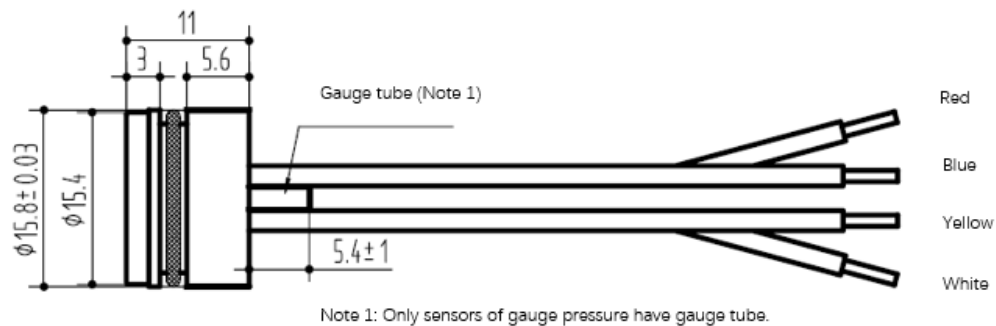 11
3
5.6
Gauge tube (Note 1)
Red
Blue
Yellow
White
ϕ15.8±0.03
ϕ15.4
5.4±1
Note 1: Only sensors of gauge pressure have gauge tube.